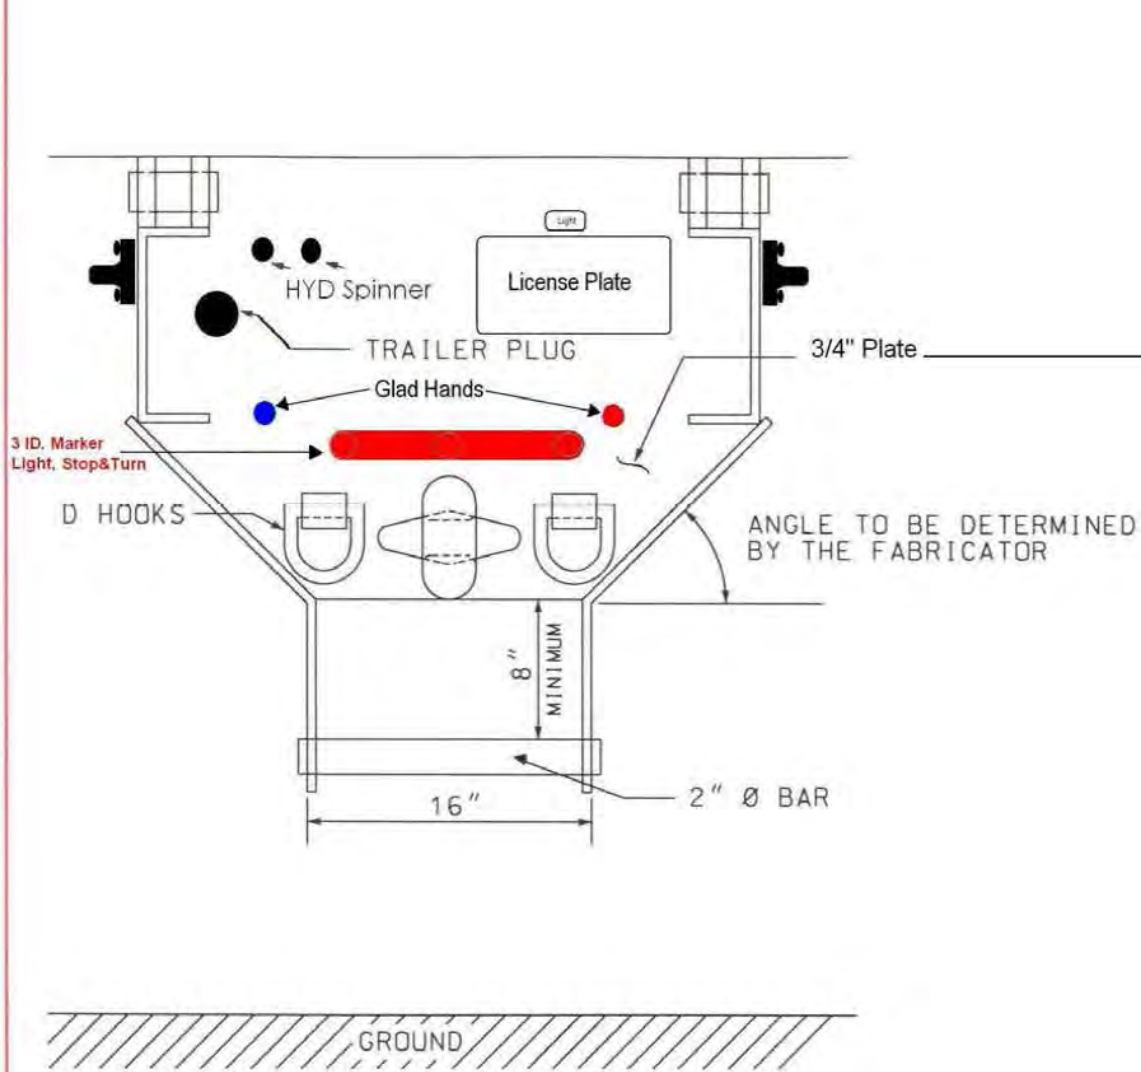 Light
License Plate
HYD Spinner
TRAILER PLUG
3/4" Plate
Glad Hands
3 ID. Marker
Light, Stop&Turn
D HOOKS
ANGLE TO BE DETERMINED
BY THE FABRICATOR
8"
MINIMUM
16"
2" Ø BAR
GROUND